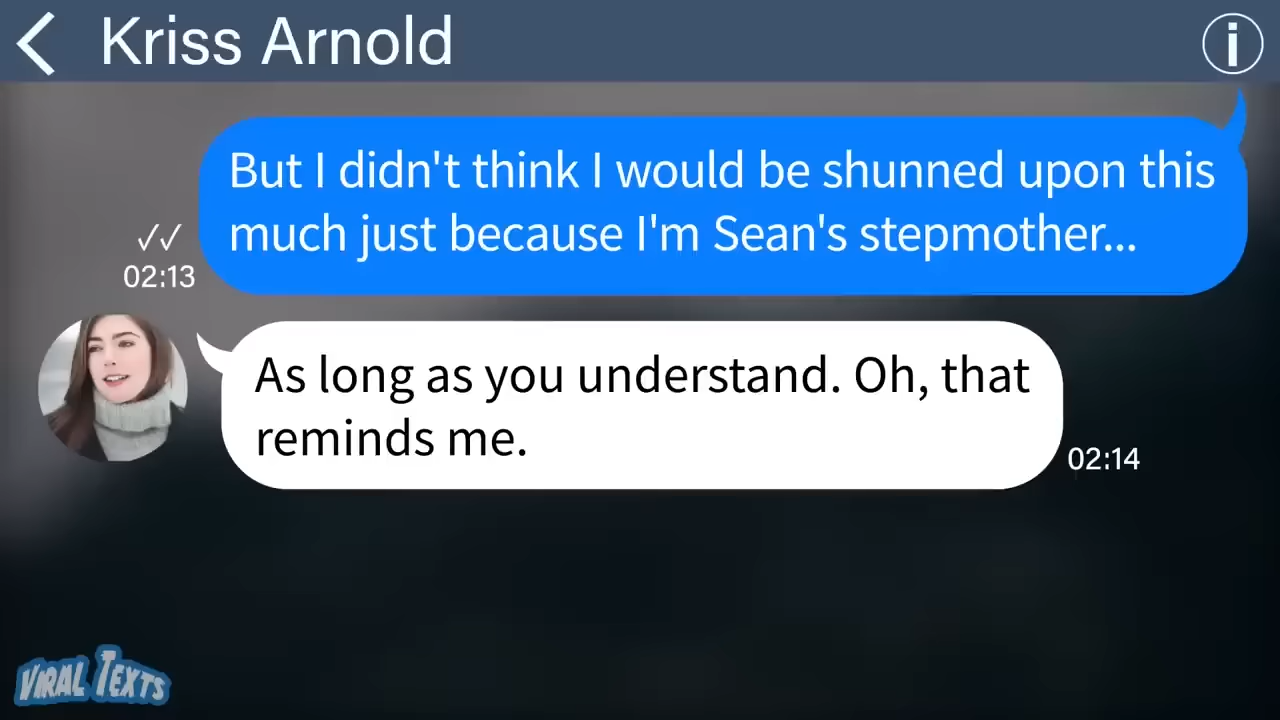 Kriss Arnold
i
But I didn't think I would be shunned upon this
much just because I'm Sean's stepmother...
✓✓
02:13
As long as you understand. Oh, that
reminds me.
02:14
VIRAL TEXTS